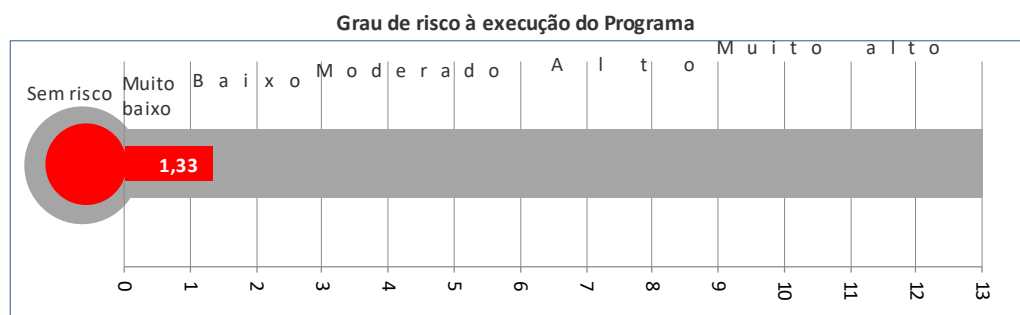 Grau de risco à execução do Programa
Sem risco
Muito
baixo
Baixo
Moderado
Alto
Muito alto
1,33
0
1
2
3
4
5
6
7
8
9
10
11
12
13